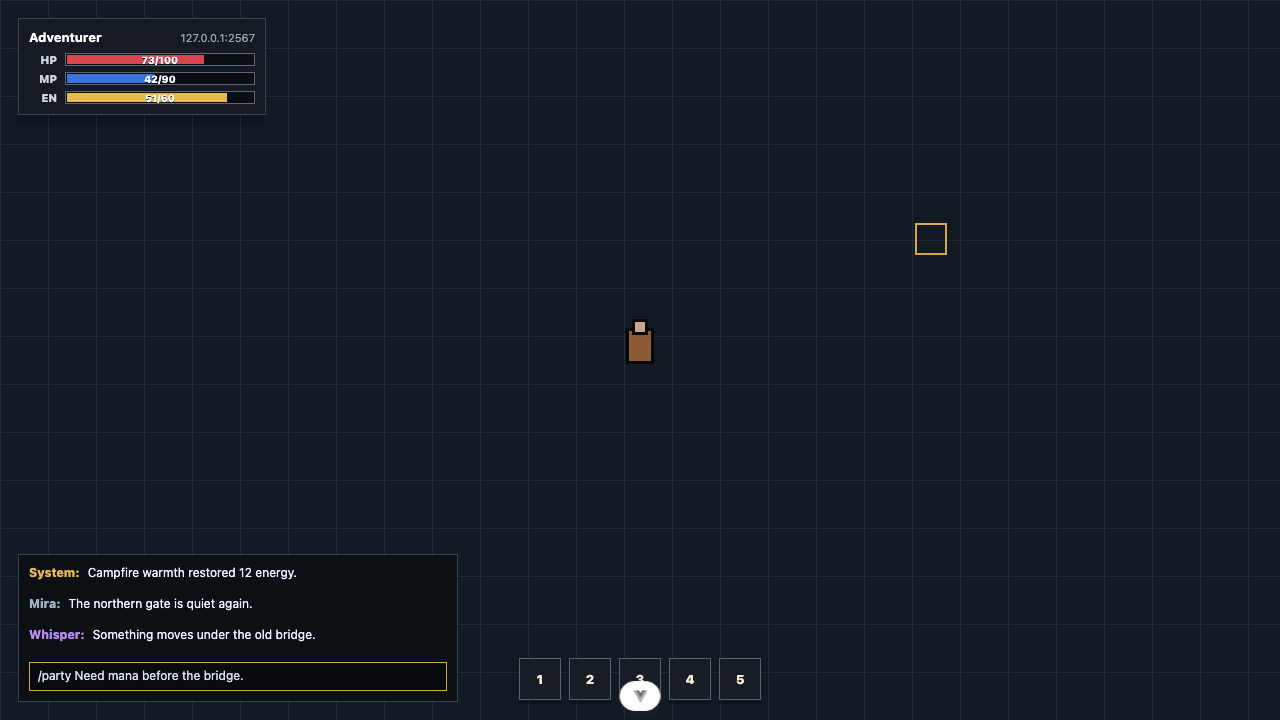 Adventurer 127.0.0.1:2567
HP 73/100
MP 42/90
EN 51/60
System: Campfire warmth restored 12 energy.
Mira: The northern gate is quiet again.
Whisper: Something moves under the old bridge.
/party Need mana before the bridge.
1 2 3 4 5